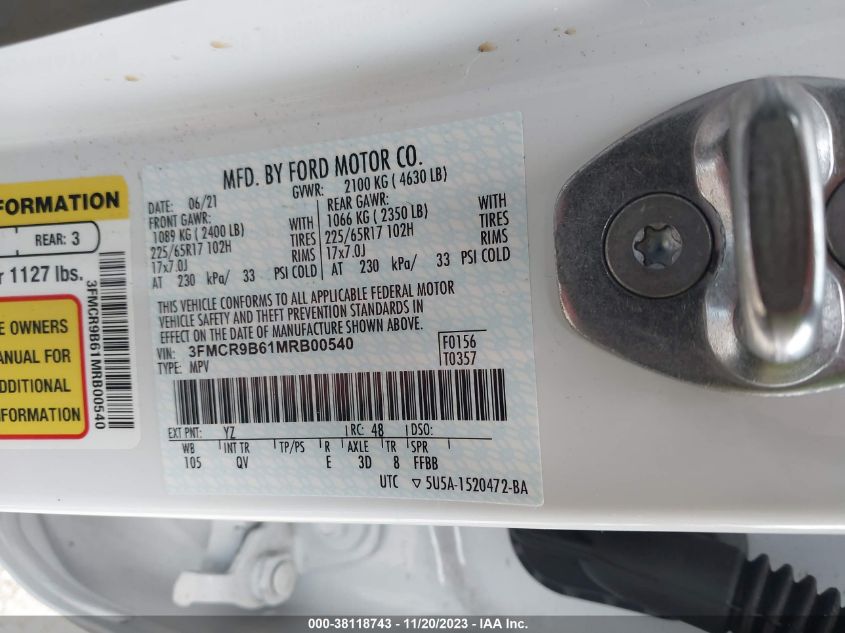 MFD. BY FORD MOTOR CO.
DATE: 06/21
GVWR: 2100 KG ( 4630 LB)
FRONT GAWR:
REAR GAWR:
1089 KG ( 2400 LB) WITH
1066 KG ( 2350 LB) WITH
225/65R17 102H TIRES
225/65R17 102H TIRES
17x7.0J RIMS
17x7.0J RIMS
AT 230 kPa/ 33 PSI COLD
AT 230 kPa/ 33 PSI COLD
THIS VEHICLE CONFORMS TO ALL APPLICABLE FEDERAL MOTOR
VEHICLE SAFETY AND THEFT PREVENTION STANDARDS IN
EFFECT ON THE DATE OF MANUFACTURE SHOWN ABOVE.
VIN: 3FMCR9B61MRB00540
TYPE: MPV
F0156
T0357
EXT PNT: YZ RC: 48 DSO:
WB INT TR TP/PS R AXLE TR SPR
105 QV E 3D 8 FFBB
UTC ▽ 5U5A-1520472-BA
FORMATION
REAR: 3
1127 lbs.
OWNERS
MANUAL FOR
ADDITIONAL
INFORMATION
3FMCR9B61MRB00540
000-38118743 - 11/20/2023 - IAA Inc.